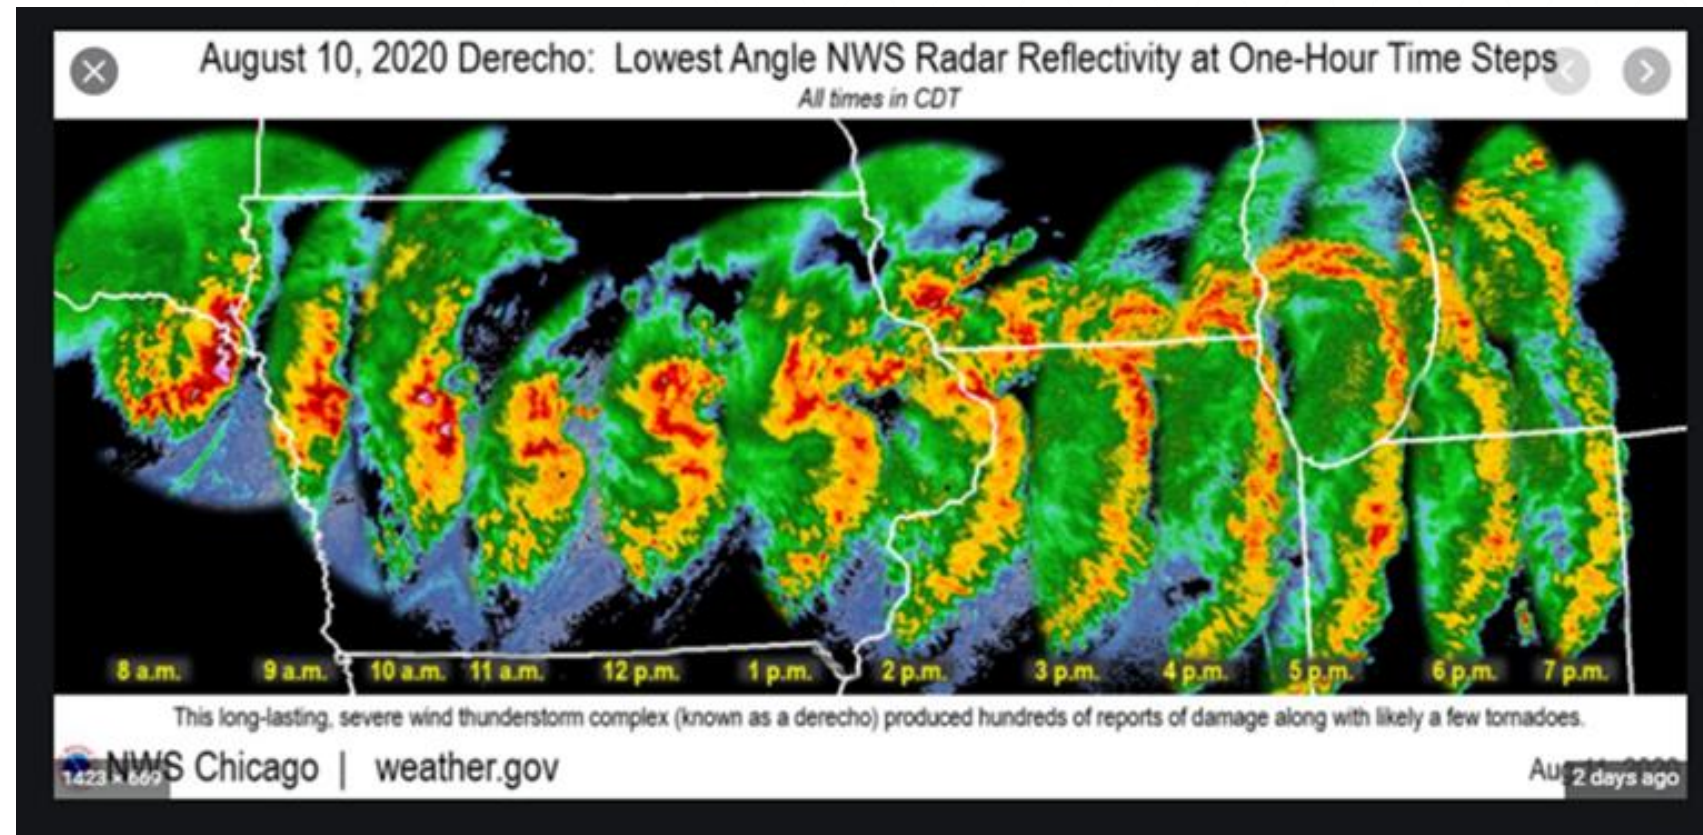 August 10, 2020 Derecho: Lowest Angle NWS Radar Reflectivity at One-Hour Time Steps
All times in CDT
8 a.m. 9 a.m. 10 a.m. 11 a.m. 12 p.m. 1 p.m. 2 p.m. 3 p.m. 4 p.m. 5 p.m. 6 p.m. 7 p.m.
This long-lasting, severe wind thunderstorm complex (known as a derecho) produced hundreds of reports of damage along with likely a few tornadoes.
NWS Chicago | weather.gov
1423 × 669
2 days ago